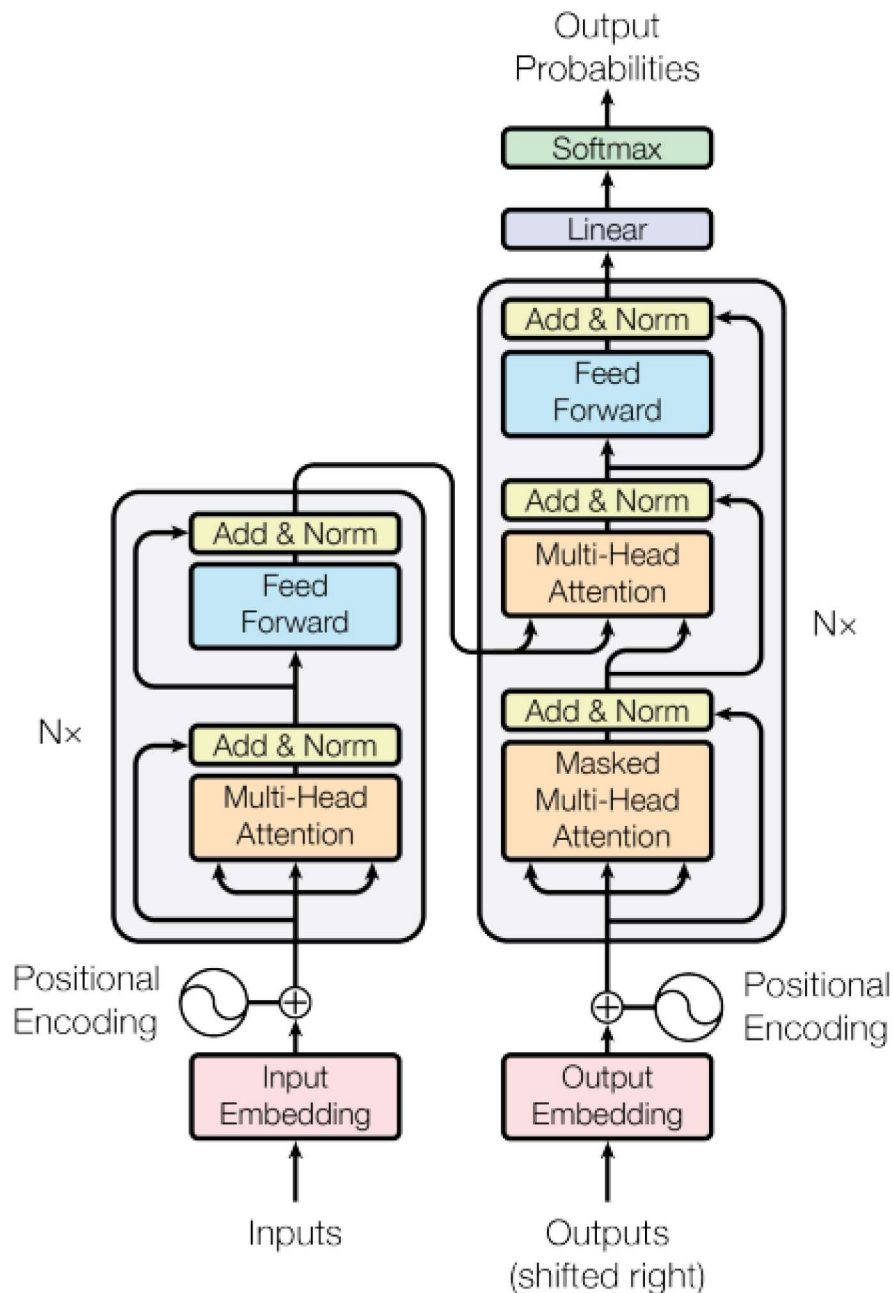 Output
Probabilities
Softmax
Linear
Add & Norm
Feed
Forward
Add & Norm
Multi-Head
Attention
Add & Norm
Masked
Multi-Head
Attention
N×
Add & Norm
Feed
Forward
Add & Norm
Multi-Head
Attention
N×
Positional
Encoding
Positional
Encoding
Input
Embedding
Output
Embedding
Inputs
Outputs
(shifted right)